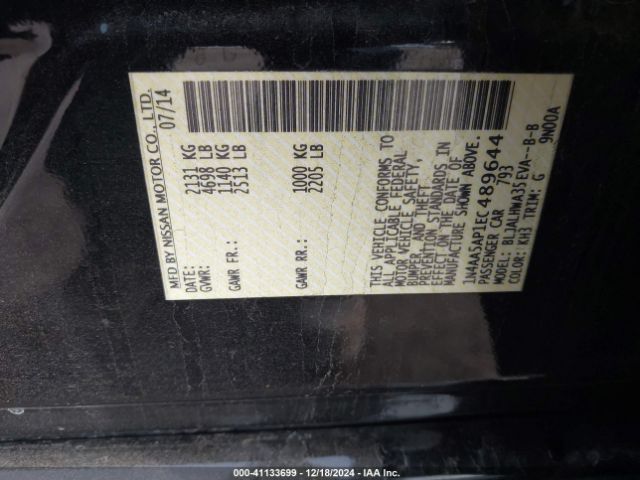 MFD BY NISSAN MOTOR CO., LTD.
DATE: 07/14
GVWR: 2131 KG
4698 LB
GAWR FR.: 1140 KG
2513 LB
GAWR RR.: 1000 KG
2205 LB
THIS VEHICLE CONFORMS TO
ALL APPLICABLE FEDERAL
MOTOR VEHICLE SAFETY,
BUMPER, AND THEFT
PREVENTION STANDARDS IN
EFFECT ON THE DATE OF
MANUFACTURE SHOWN ABOVE.
1N4AA5AP1EC489644
PASSENGER CAR 793
MODEL: BLJALHWA35EVA--B-B
COLOR: KH3 TRIM: G 9N00A
000-41133699 - 12/18/2024 - IAA Inc.